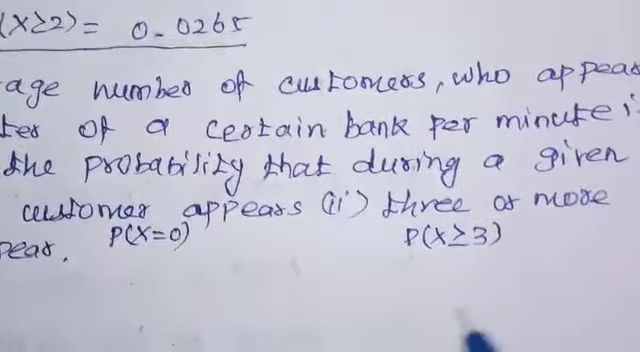 (X≥2) = 0.0265
age number of customers, who appear
ter of a certain bank per minute i
the probability that during a given
customer appears (ii) three or more
pear. P(X=0) P(X≥3)